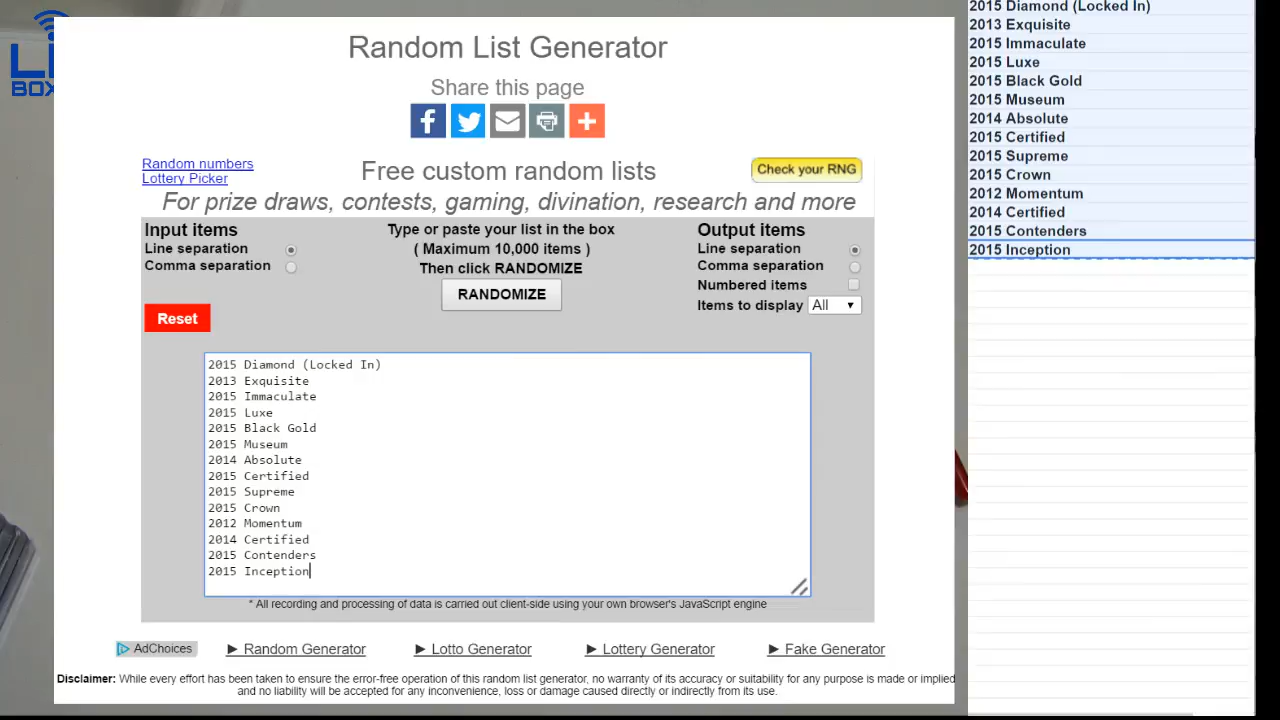 LI
BOX
Random List Generator
Share this page
Random numbers
Lottery Picker
Free custom random lists
Check your RNG
For prize draws, contests, gaming, divination, research and more
Input items
Line separation
Comma separation
Type or paste your list in the box
( Maximum 10,000 items )
Then click RANDOMIZE
RANDOMIZE
Output items
Line separation
Comma separation
Numbered items
Items to display All
Reset
2015 Diamond (Locked In)
2013 Exquisite
2015 Immaculate
2015 Luxe
2015 Black Gold
2015 Museum
2014 Absolute
2015 Certified
2015 Supreme
2015 Crown
2012 Momentum
2014 Certified
2015 Contenders
2015 Inception
* All recording and processing of data is carried out client-side using your own browser's JavaScript engine
AdChoices
► Random Generator
► Lotto Generator
► Lottery Generator
► Fake Generator
Disclaimer: While every effort has been taken to ensure the error-free operation of this random list generator, no warranty of its accuracy or suitability for any purpose is made or implied
and no liability will be accepted for any inconvenience, loss or damage caused directly or indirectly from its use.
2015 Diamond (Locked In)
2013 Exquisite
2015 Immaculate
2015 Luxe
2015 Black Gold
2015 Museum
2014 Absolute
2015 Certified
2015 Supreme
2015 Crown
2012 Momentum
2014 Certified
2015 Contenders
2015 Inception